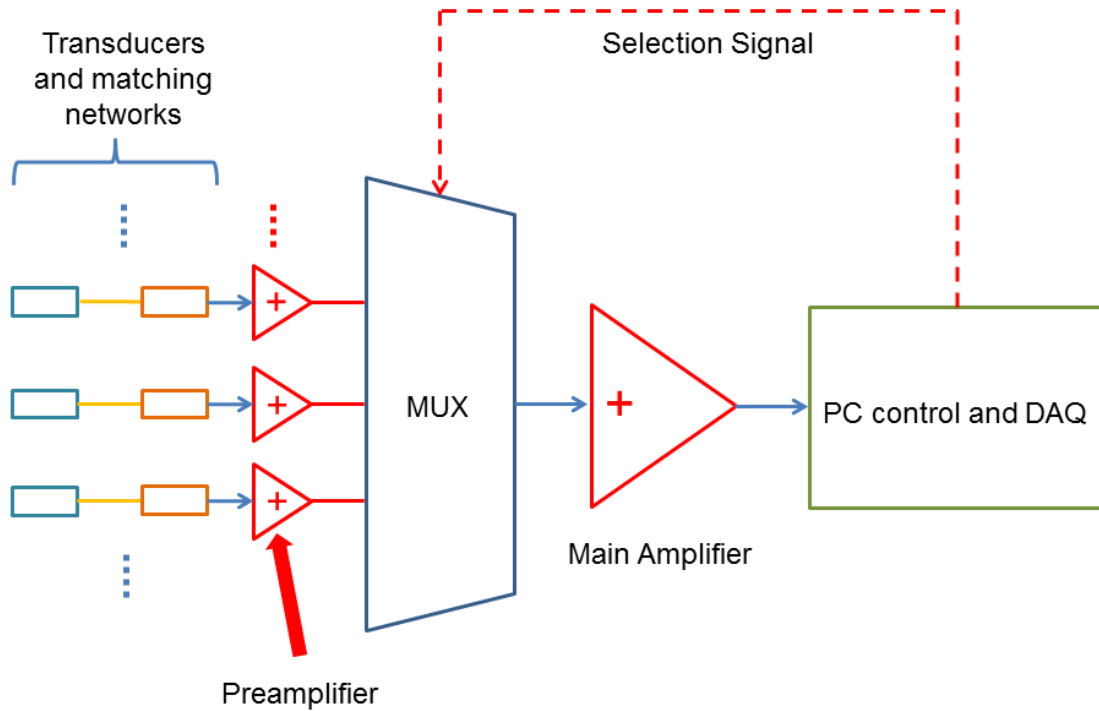 Transducers
and matching
networks
Selection Signal
MUX
PC control and DAQ
Main Amplifier
Preamplifier